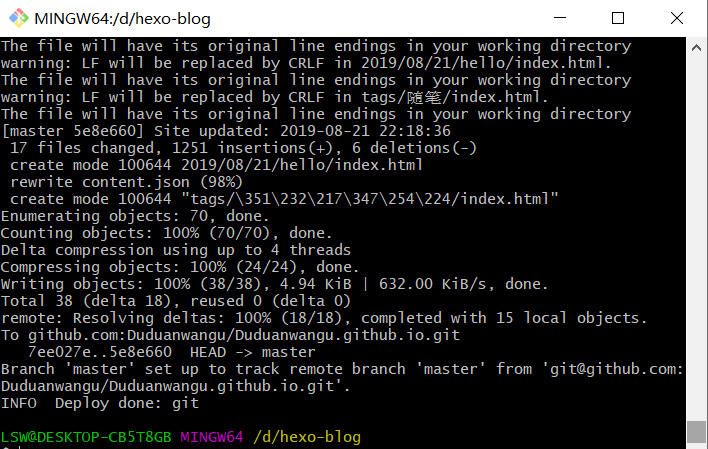 MINGW64:/d/hexo-blog
The file will have its original line endings in your working directory
warning: LF will be replaced by CRLF in 2019/08/21/hello/index.html.
The file will have its original line endings in your working directory
warning: LF will be replaced by CRLF in tags/随笔/index.html.
The file will have its original line endings in your working directory
[master 5e8e660] Site updated: 2019-08-21 22:18:36
 17 files changed, 1251 insertions(+), 6 deletions(-)
 create mode 100644 2019/08/21/hello/index.html
 rewrite content.json (98%)
 create mode 100644 "tags/\351\232\217\347\254\224/index.html"
Enumerating objects: 70, done.
Counting objects: 100% (70/70), done.
Delta compression using up to 4 threads
Compressing objects: 100% (24/24), done.
Writing objects: 100% (38/38), 4.94 KiB | 632.00 KiB/s, done.
Total 38 (delta 18), reused 0 (delta 0)
remote: Resolving deltas: 100% (18/18), completed with 15 local objects.
To github.com:Duduanwangu/Duduanwangu.github.io.git
   7ee027e..5e8e660  HEAD -> master
Branch 'master' set up to track remote branch 'master' from 'git@github.com:
Duduanwangu/Duduanwangu.github.io.git'.
INFO  Deploy done: git
LSW@DESKTOP-CB5T8GB MINGW64 /d/hexo-blog